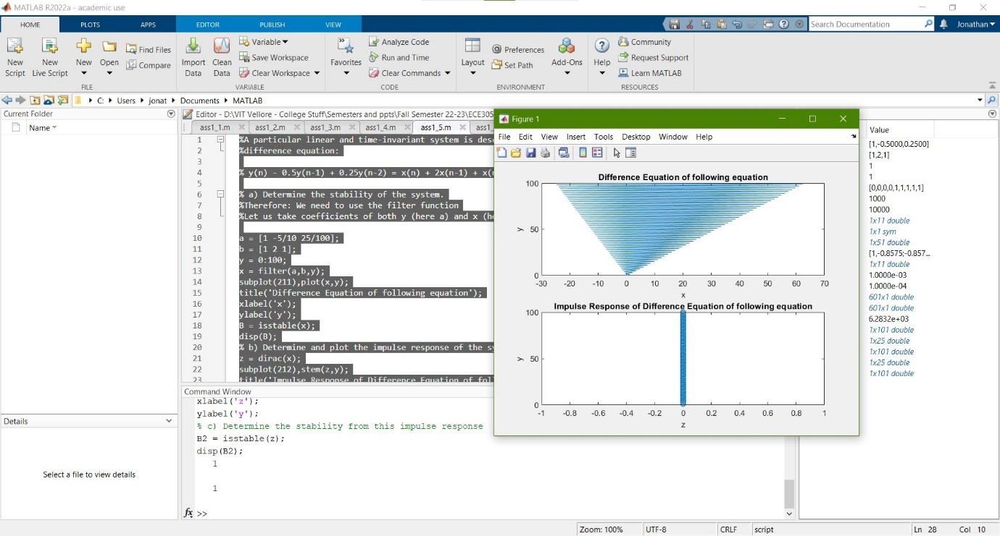 MATLAB R2022a - academic use
HOME PLOTS APPS EDITOR PUBLISH VIEW Search Documentation Jonathan
New Script New Live Script New Open Find Files Compare Import Data Clean Data Variable Save Workspace Clear Workspace Favorites Analyze Code Run and Time Clear Commands Layout Preferences Set Path Add-Ons Help Community Request Support Learn MATLAB
FILE VARIABLE CODE ENVIRONMENT RESOURCES
C: Users jonat Documents MATLAB
Current Folder
Name
Details
Select a file to view details
Editor - D:\VIT Vellore - College Stuff\Semesters and ppts\Fall Semester 22-23\ECE305
ass1_1.m ass1_2.m ass1_3.m ass1_4.m ass1_5.m ass1_
1 %A particular linear and time-invariant system is desc
2 %difference equation:
3
4 % y(n) - 0.5y(n-1) + 0.25y(n-2) = x(n) + 2x(n-1) + x(n
5
6 % a) Determine the stability of the system.
7 %Therefore: We need to use the filter function
8 %Let us take coefficients of both y (here a) and x (he
9
10 a = [1 -5/10 25/100];
11 b = [1 2 1];
12 y = 0:100;
13 x = filter(a,b,y);
14 subplot(211),plot(x,y);
15 title('Difference Equation of following equation');
16 xlabel('x');
17 ylabel('y');
18 B = isstable(x);
19 disp(B);
20 % b) Determine and plot the impulse response of the sy
21 z = dirac(x);
22 subplot(212),stem(z,y);
23 title('Impulse Response of Difference Equation of fol
Command Window
xlabel('z');
ylabel('y');
% c) Determine the stability from this impulse response
B2 = isstable(z);
disp(B2);
1
1
fx >>
Figure 1
File Edit View Insert Tools Desktop Window Help
Difference Equation of following equation
100
50
0
y
-30 -20 -10 0 10 20 30 40 50 60 70
x
Impulse Response of Difference Equation of following equation
100
50
0
y
-1 -0.8 -0.6 -0.4 -0.2 0 0.2 0.4 0.6 0.8 1
z
Value
[1,-0.5000,0.2500]
[1,2,1]
1
1
[0,0,0,0,1,1,1,1,1]
1000
10000
1x11 double
1x1 sym
1x51 double
[1,-0.8575;-0.857...
1x11 double
1.0000e-03
1.0000e-04
601x1 double
601x1 double
6.2832e+03
1x101 double
1x25 double
1x101 double
1x25 double
1x101 double
Zoom: 100% UTF-8 CRLF script Ln 28 Col 10